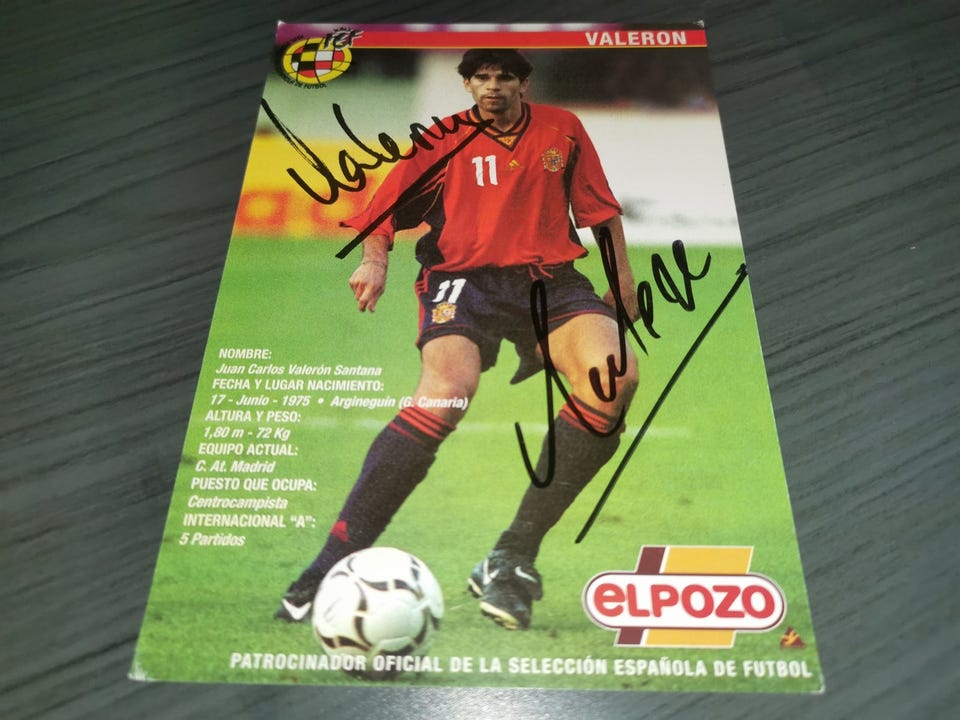 VALERON
Valeron
11
11
NOMBRE:
Juan Carlos Valerón Santana
FECHA Y LUGAR NACIMIENTO:
17 - Junio - 1975 • Argineguín (G. Canaria)
ALTURA Y PESO:
1,80 m - 72 Kg
EQUIPO ACTUAL:
C. At. Madrid
PUESTO QUE OCUPA:
Centrocampista
INTERNACIONAL "A":
5 Partidos
ELPOZO
PATROCINADOR OFICIAL DE LA SELECCIÓN ESPAÑOLA DE FUTBOL